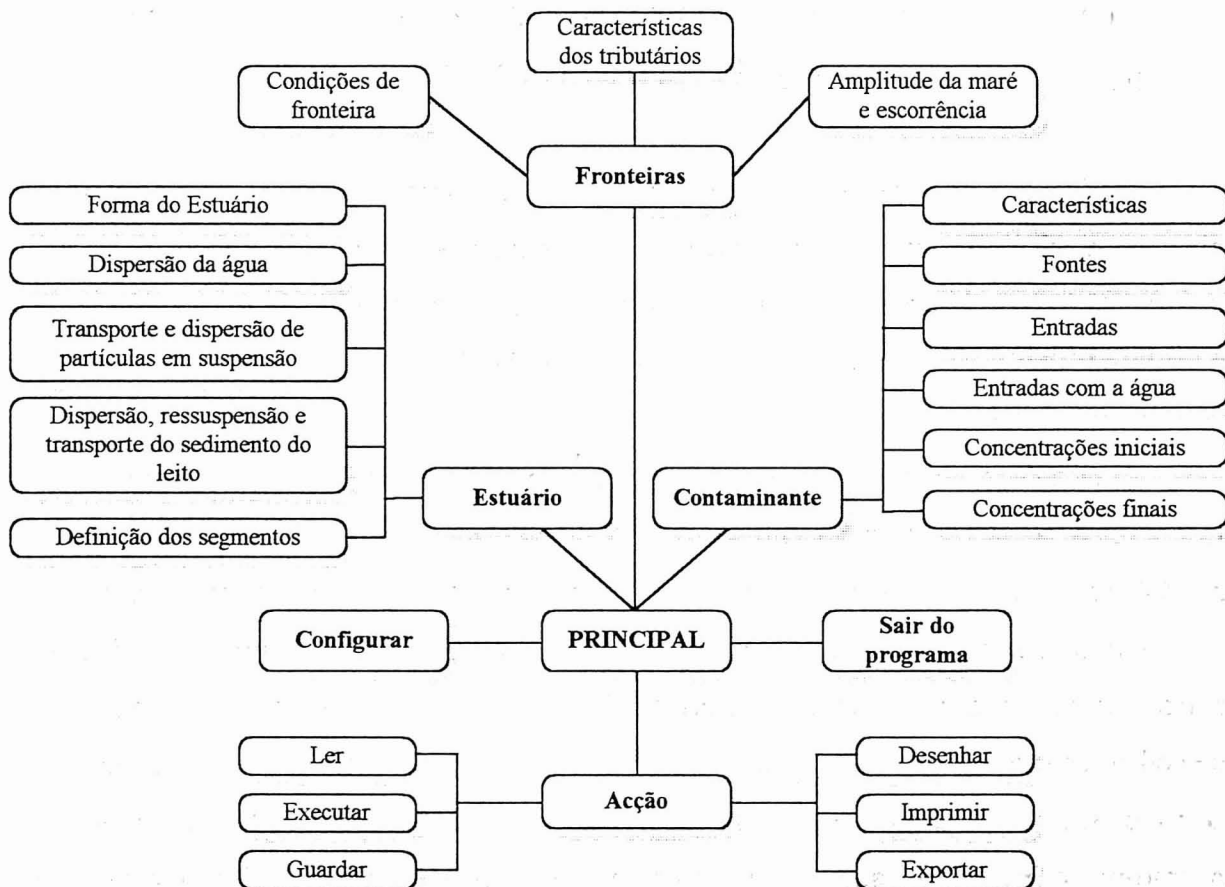 Características
dos tributários
Condições de
fronteira
Amplitude da maré
e escorrência
Fronteiras
Forma do Estuário
Dispersão da água
Transporte e dispersão de
partículas em suspensão
Dispersão, ressuspensão e
transporte do sedimento do
leito
Definição dos segmentos
Estuário
Contaminante
Características
Fontes
Entradas
Entradas com a água
Concentrações iniciais
Concentrações finais
Configurar
PRINCIPAL
Sair do
programa
Ler
Executar
Guardar
Acção
Desenhar
Imprimir
Exportar